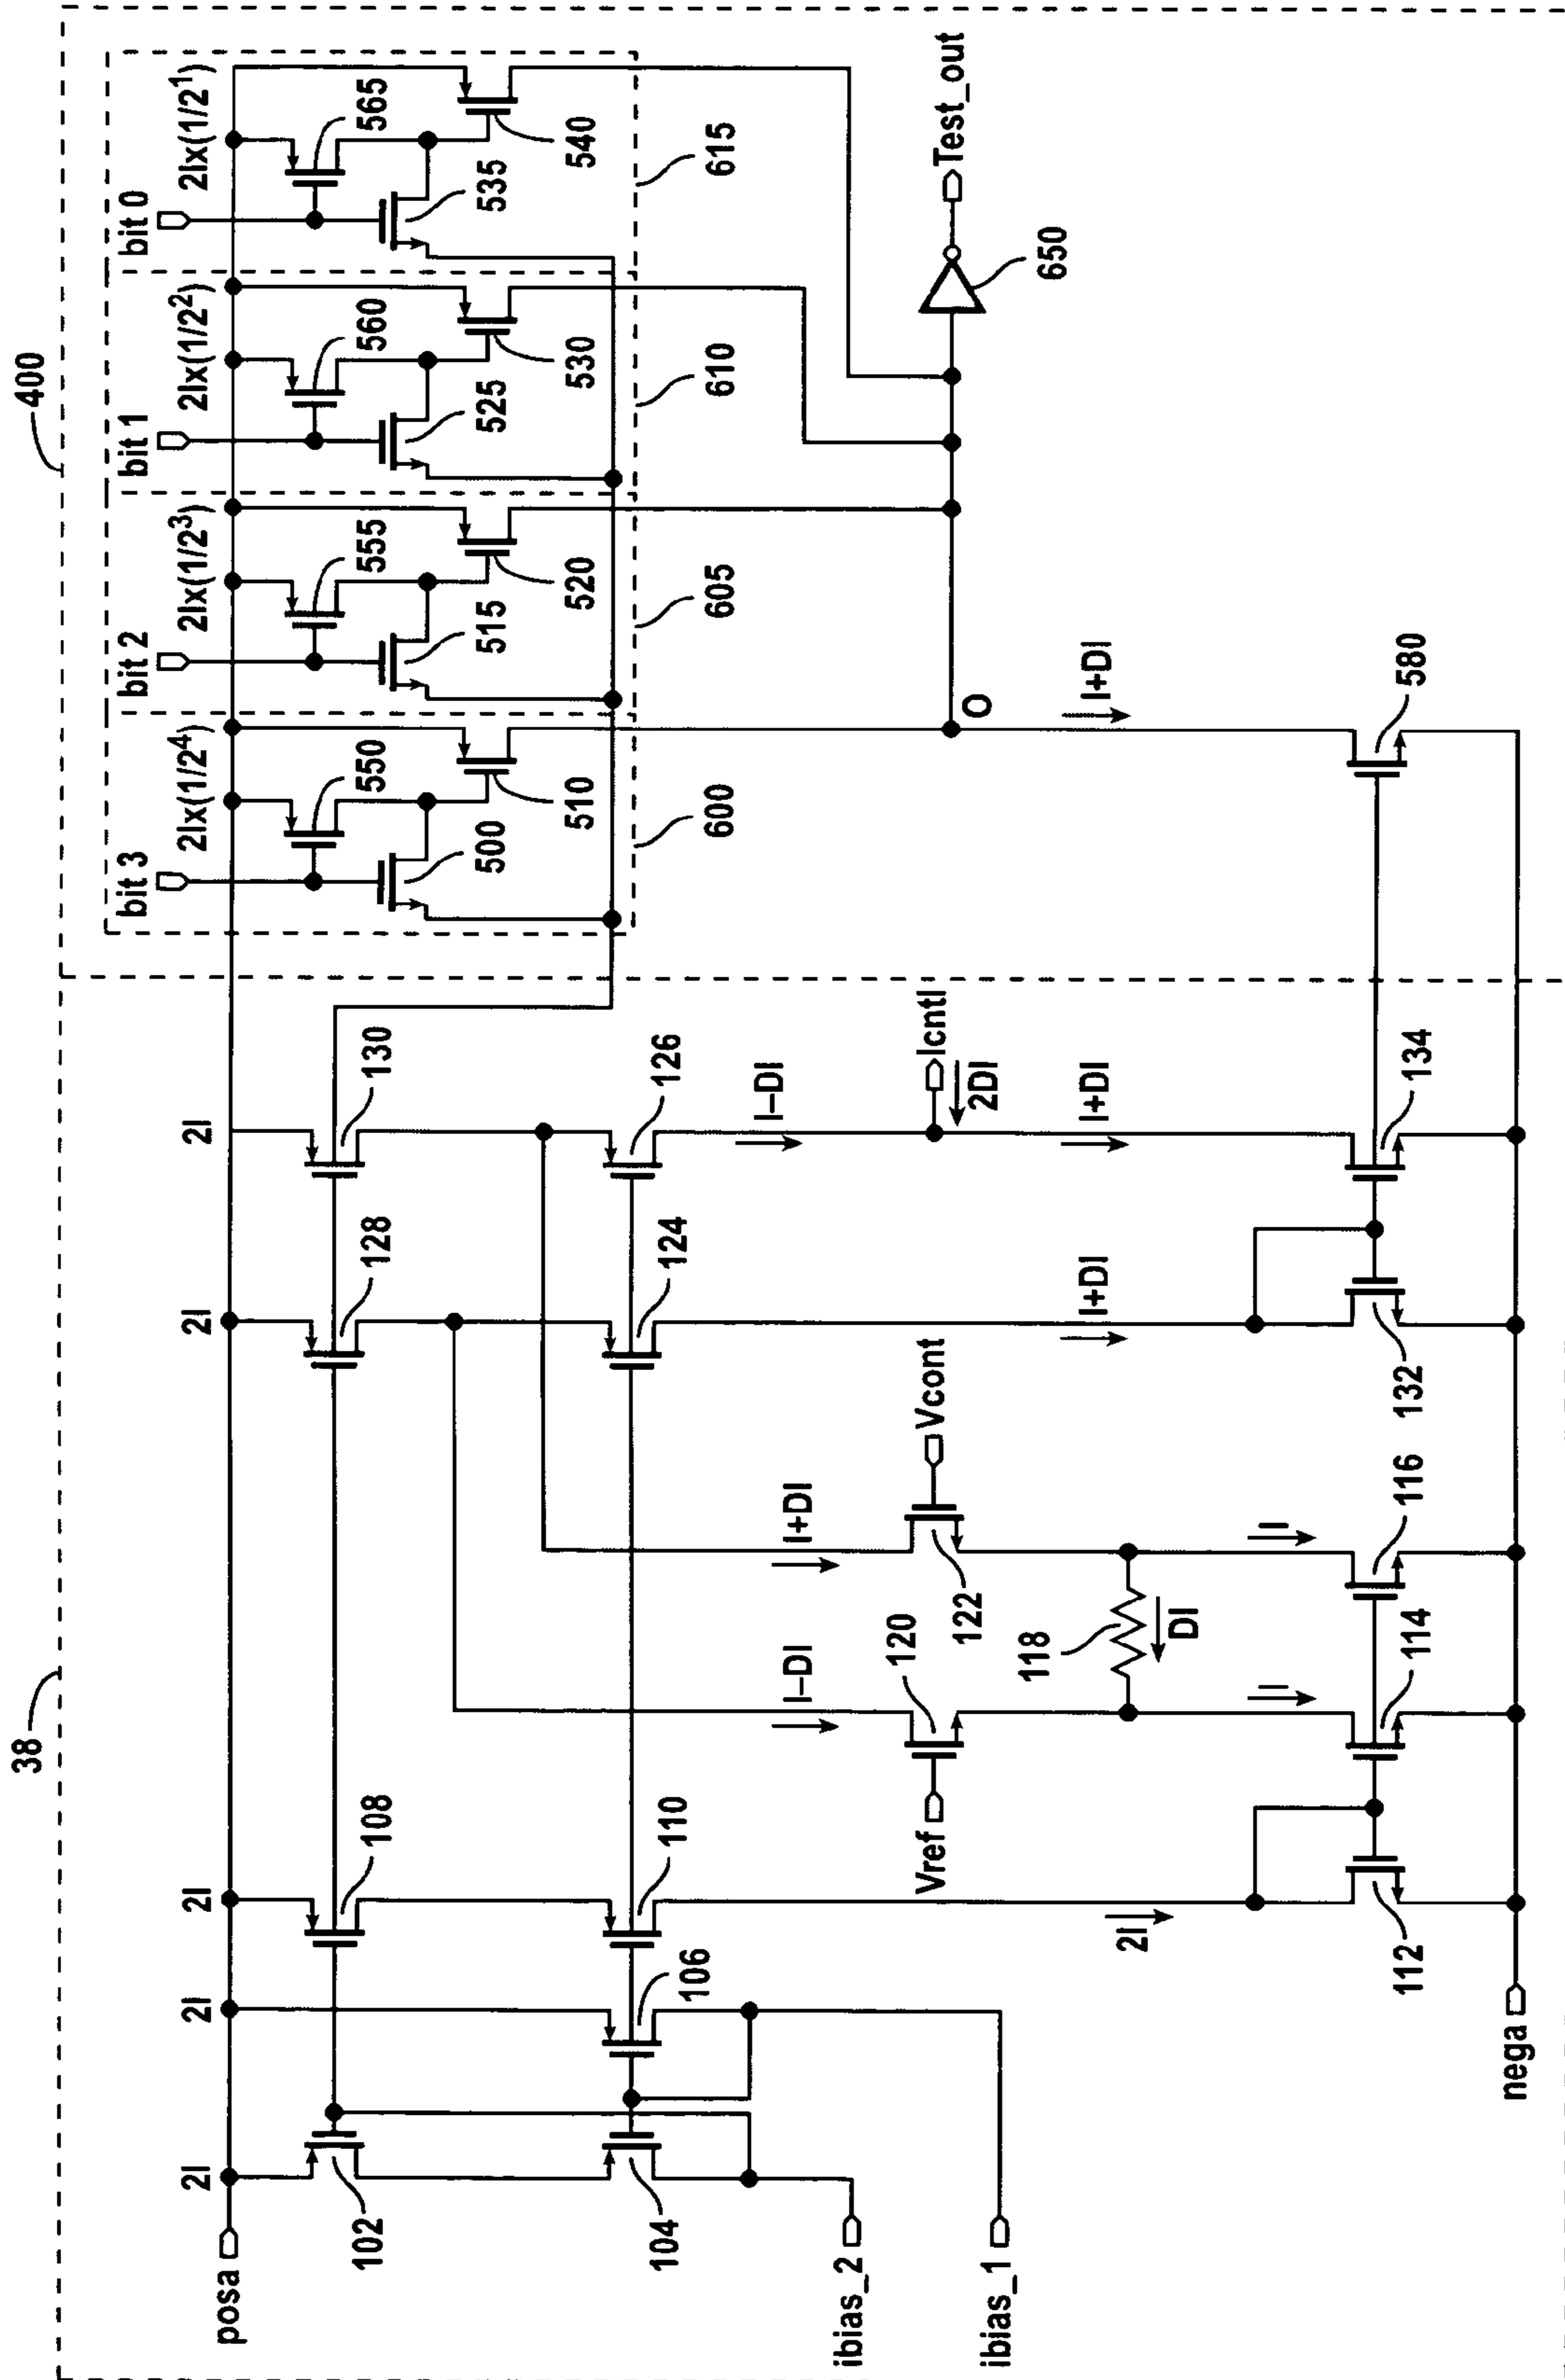 38
400
posa
2I
2I
2I
2I
2I
102
104
106
108
110
128
130
124
126
ibias_2
ibias_1
2I
112
nega
Vref
120
118
DI
122
Vcont
I–DI
I+DI
I
I
114
116
I+DI
132
I–DI
Icntl
2DI
I+DI
134
bit 3
2Ix(1/2⁴)
550
500
510
600
bit 2
2Ix(1/2³)
555
515
520
605
bit 1
2Ix(1/2²)
560
525
530
610
bit 0
2Ix(1/2¹)
565
535
540
615
O
I+DI
580
650
Test_out